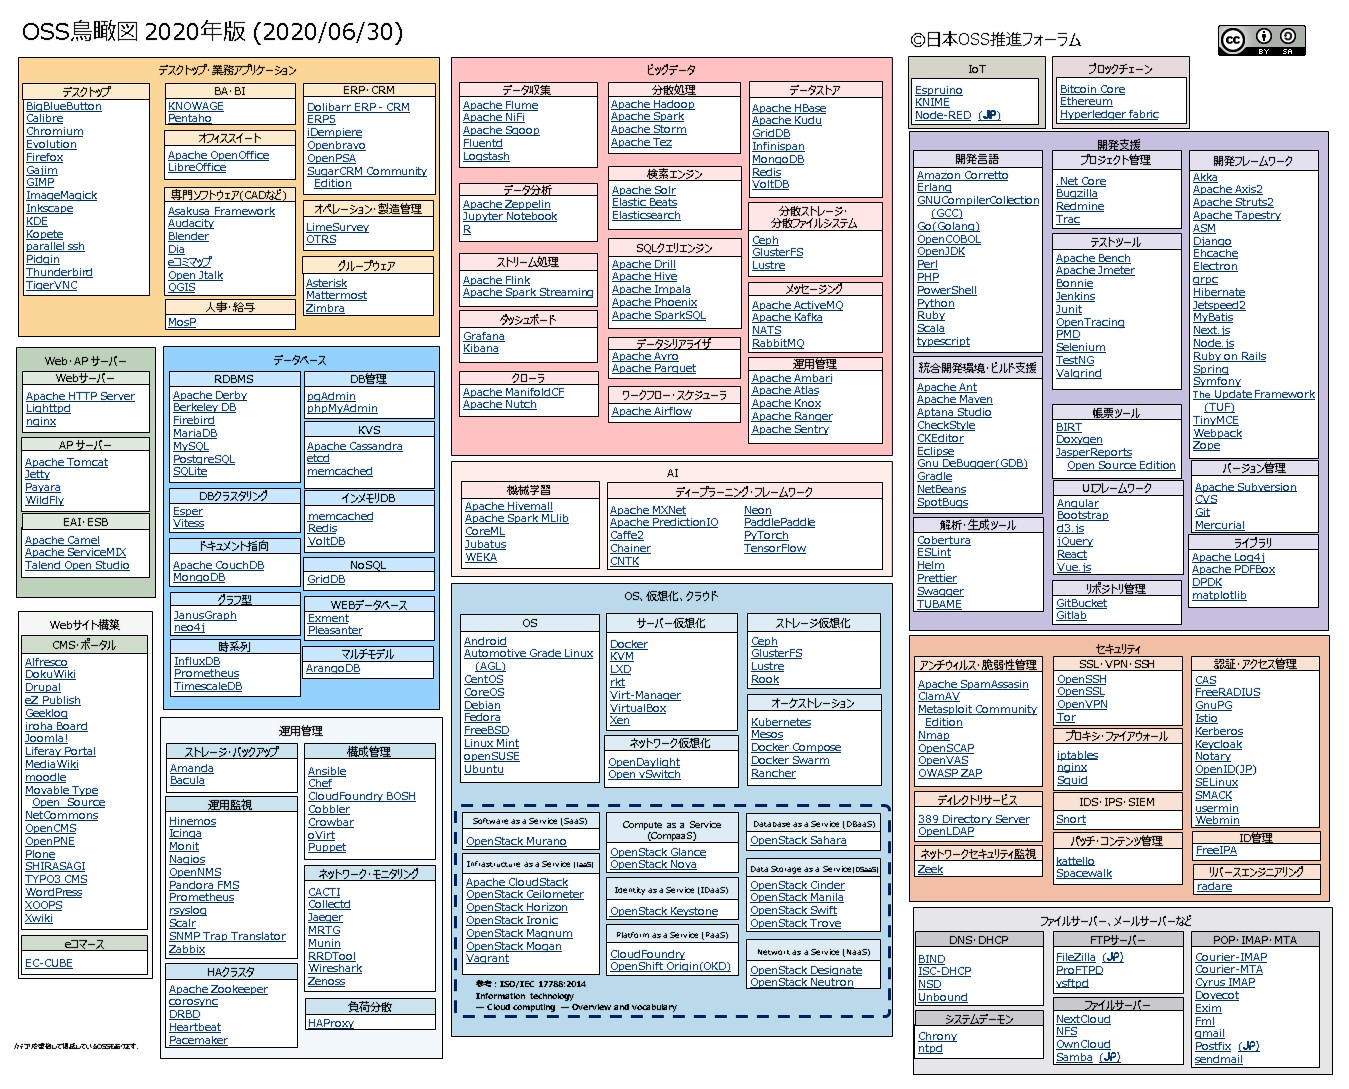 OSS鳥瞰図 2020年版 (2020/06/30)
©日本OSS推進フォーラム
CC BY SA
デスクトップ・業務アプリケーション
デスクトップ
BigBlueButton
Calibre
Chromium
Evolution
Firefox
Gajim
GIMP
ImageMagick
Inkscape
KDE
Kopete
parallel ssh
Pidgin
Thunderbird
TigerVNC
BA・BI
KNOWAGE
Pentaho
オフィススイート
Apache OpenOffice
LibreOffice
専門ソフトウェア(CADなど)
Asakusa Framework
Audacity
Blender
Dia
eコミマップ
Open Jtalk
QGIS
人事・給与
MosP
ERP・CRM
Dolibarr ERP - CRM
ERP5
iDempiere
Openbravo
OpenPSA
SugarCRM Community
Edition
オペレーション・製造管理
LimeSurvey
OTRS
グループウェア
Asterisk
Mattermost
Zimbra
Web・AP サーバー
Webサーバー
Apache HTTP Server
Lighttpd
nginx
AP サーバー
Apache Tomcat
Jetty
Payara
WildFly
EAI・ESB
Apache Camel
Apache ServiceMIX
Talend Open Studio
データベース
RDBMS
Apache Derby
Berkeley DB
Firebird
MariaDB
MySQL
PostgreSQL
SQLite
DBクラスタリング
Esper
Vitess
ドキュメント指向
Apache CouchDB
MongoDB
グラフ型
JanusGraph
neo4j
時系列
InfluxDB
Prometheus
TimescaleDB
DB管理
pgAdmin
phpMyAdmin
KVS
Apache Cassandra
etcd
memcached
インメモリDB
memcached
Redis
VoltDB
NoSQL
GridDB
WEBデータベース
Exment
Pleasanter
マルチモデル
ArangoDB
Webサイト構築
CMS・ポータル
Alfresco
DokuWiki
Drupal
eZ Publish
Geeklog
iroha Board
Joomla!
Liferay Portal
MediaWiki
moodle
Movable Type
Open Source
NetCommons
OpenCMS
OpenPNE
Plone
SHIRASAGI
TYPO3 CMS
WordPress
XOOPS
Xwiki
eコマース
EC-CUBE
運用管理
ストレージ・バックアップ
Amanda
Bacula
運用監視
Hinemos
Icinga
Monit
Nagios
OpenNMS
Pandora FMS
Prometheus
rsyslog
Scalr
SNMP Trap Translator
Zabbix
HAクラスタ
Apache Zookeeper
corosync
DRBD
Heartbeat
Pacemaker
構成管理
Ansible
Chef
CloudFoundry BOSH
Cobbler
Crowbar
oVirt
Puppet
ネットワーク・モニタリング
CACTI
Collectd
Jaeger
MRTG
Munin
RRDTool
Wireshark
Zenoss
負荷分散
HAProxy
ビッグデータ
データ収集
Apache Flume
Apache NiFi
Apache Sqoop
Fluentd
Logstash
データ分析
Apache Zeppelin
Jupyter Notebook
R
ストリーム処理
Apache Flink
Apache Spark Streaming
ダッシュボード
Grafana
Kibana
クローラ
Apache ManifoldCF
Apache Nutch
分散処理
Apache Hadoop
Apache Spark
Apache Storm
Apache Tez
検索エンジン
Apache Solr
Elastic Beats
Elasticsearch
SQLクエリエンジン
Apache Drill
Apache Hive
Apache Impala
Apache Phoenix
Apache SparkSQL
データシリアライザ
Apache Avro
Apache Parquet
ワークフロー・スケジューラ
Apache Airflow
データストア
Apache HBase
Apache Kudu
GridDB
Infinispan
MongoDB
Redis
VoltDB
分散ストレージ・
分散ファイルシステム
Ceph
GlusterFS
Lustre
メッセージング
Apache ActiveMQ
Apache Kafka
NATS
RabbitMQ
運用管理
Apache Ambari
Apache Atlas
Apache Knox
Apache Ranger
Apache Sentry
AI
機械学習
Apache Hivemall
Apache Spark MLlib
CoreML
Jubatus
WEKA
ディープラーニング・フレームワーク
Apache MXNet
Apache PredictionIO
Caffe2
Chainer
CNTK
Neon
PaddlePaddle
PyTorch
TensorFlow
OS、仮想化、クラウド
OS
Android
Automotive Grade Linux
(AGL)
CentOS
CoreOS
Debian
Fedora
FreeBSD
Linux Mint
openSUSE
Ubuntu
サーバー仮想化
Docker
KVM
LXD
rkt
Virt-Manager
VirtualBox
Xen
ネットワーク仮想化
OpenDaylight
Open vSwitch
ストレージ仮想化
Ceph
GlusterFS
Lustre
Rook
オーケストレーション
Kubernetes
Mesos
Docker Compose
Docker Swarm
Rancher
Software as a Service (SaaS)
OpenStack Murano
Infrastructure as a Service (IaaS)
Apache CloudStack
OpenStack Ceilometer
OpenStack Horizon
OpenStack Ironic
OpenStack Magnum
OpenStack Mogan
Vagrant
Compute as a Service
(CompaaS)
OpenStack Glance
OpenStack Nova
Identity as a Service (IDaaS)
OpenStack Keystone
Platform as a Service (PaaS)
CloudFoundry
OpenShift Origin(OKD)
Database as a Service (DBaaS)
OpenStack Sahara
Data Storage as a Service(DSaaS)
OpenStack Cinder
OpenStack Manila
OpenStack Swift
OpenStack Trove
Network as a Service (NaaS)
OpenStack Designate
OpenStack Neutron
参考：ISO/IEC 17788:2014
Information technology
— Cloud computing — Overview and vocabulary
IoT
Espruino
KNIME
Node-RED (JP)
ブロックチェーン
Bitcoin Core
Ethereum
Hyperledger fabric
開発支援
開発言語
Amazon Corretto
Erlang
GNUCompilerCollection
(GCC)
Go(Golang)
OpenCOBOL
OpenJDK
Perl
PHP
PowerShell
Python
Ruby
Scala
typescript
統合開発環境・ビルド支援
Apache Ant
Apache Maven
Aptana Studio
CheckStyle
CKEditor
Eclipse
Gnu DeBugger(GDB)
Gradle
NetBeans
SpotBugs
解析・生成ツール
Cobertura
ESLint
Helm
Prettier
Swagger
TUBAME
プロジェクト管理
.Net Core
Bugzilla
Redmine
Trac
テストツール
Apache Bench
Apache Jmeter
Bonnie
Jenkins
Junit
OpenTracing
PMD
Selenium
TestNG
Valgrind
帳票ツール
BIRT
Doxygen
JasperReports
Open Source Edition
UIフレームワーク
Angular
Bootstrap
d3.js
jQuery
React
Vue.js
リポジトリ管理
GitBucket
Gitlab
開発フレームワーク
Akka
Apache Axis2
Apache Struts2
Apache Tapestry
ASM
Django
Ehcache
Electron
grpc
Hibernate
Jetspeed2
MyBatis
Next.js
Node.js
Ruby on Rails
Spring
Symfony
The Update Framework
(TUF)
TinyMCE
Webpack
Zope
バージョン管理
Apache Subversion
CVS
Git
Mercurial
ライブラリ
Apache Log4j
Apache PDFBox
DPDK
matplotlib
セキュリティ
アンチウィルス・脆弱性管理
Apache SpamAssasin
ClamAV
Metasploit Community
Edition
Nmap
OpenSCAP
OpenVAS
OWASP ZAP
ディレクトリサービス
389 Directory Server
OpenLDAP
ネットワークセキュリティ監視
Zeek
SSL・VPN・SSH
OpenSSH
OpenSSL
OpenVPN
Tor
プロキシ・ファイアウォール
iptables
nginx
Squid
IDS・IPS・SIEM
Snort
パッチ・コンテンツ管理
kattello
Spacewalk
認証・アクセス管理
CAS
FreeRADIUS
GnuPG
Istio
Kerberos
Keycloak
Notary
OpenID(JP)
SELinux
SMACK
usermin
Webmin
ID管理
FreeIPA
リバースエンジニアリング
radare
ファイルサーバー、メールサーバーなど
DNS・DHCP
BIND
ISC-DHCP
NSD
Unbound
システムデーモン
Chrony
ntpd
FTPサーバー
FileZilla (JP)
ProFTPD
vsftpd
ファイルサーバー
NextCloud
NFS
OwnCloud
Samba (JP)
POP・IMAP・MTA
Courier-IMAP
Courier-MTA
Cyrus IMAP
Dovecot
Exim
Fml
qmail
Postfix (JP)
sendmail